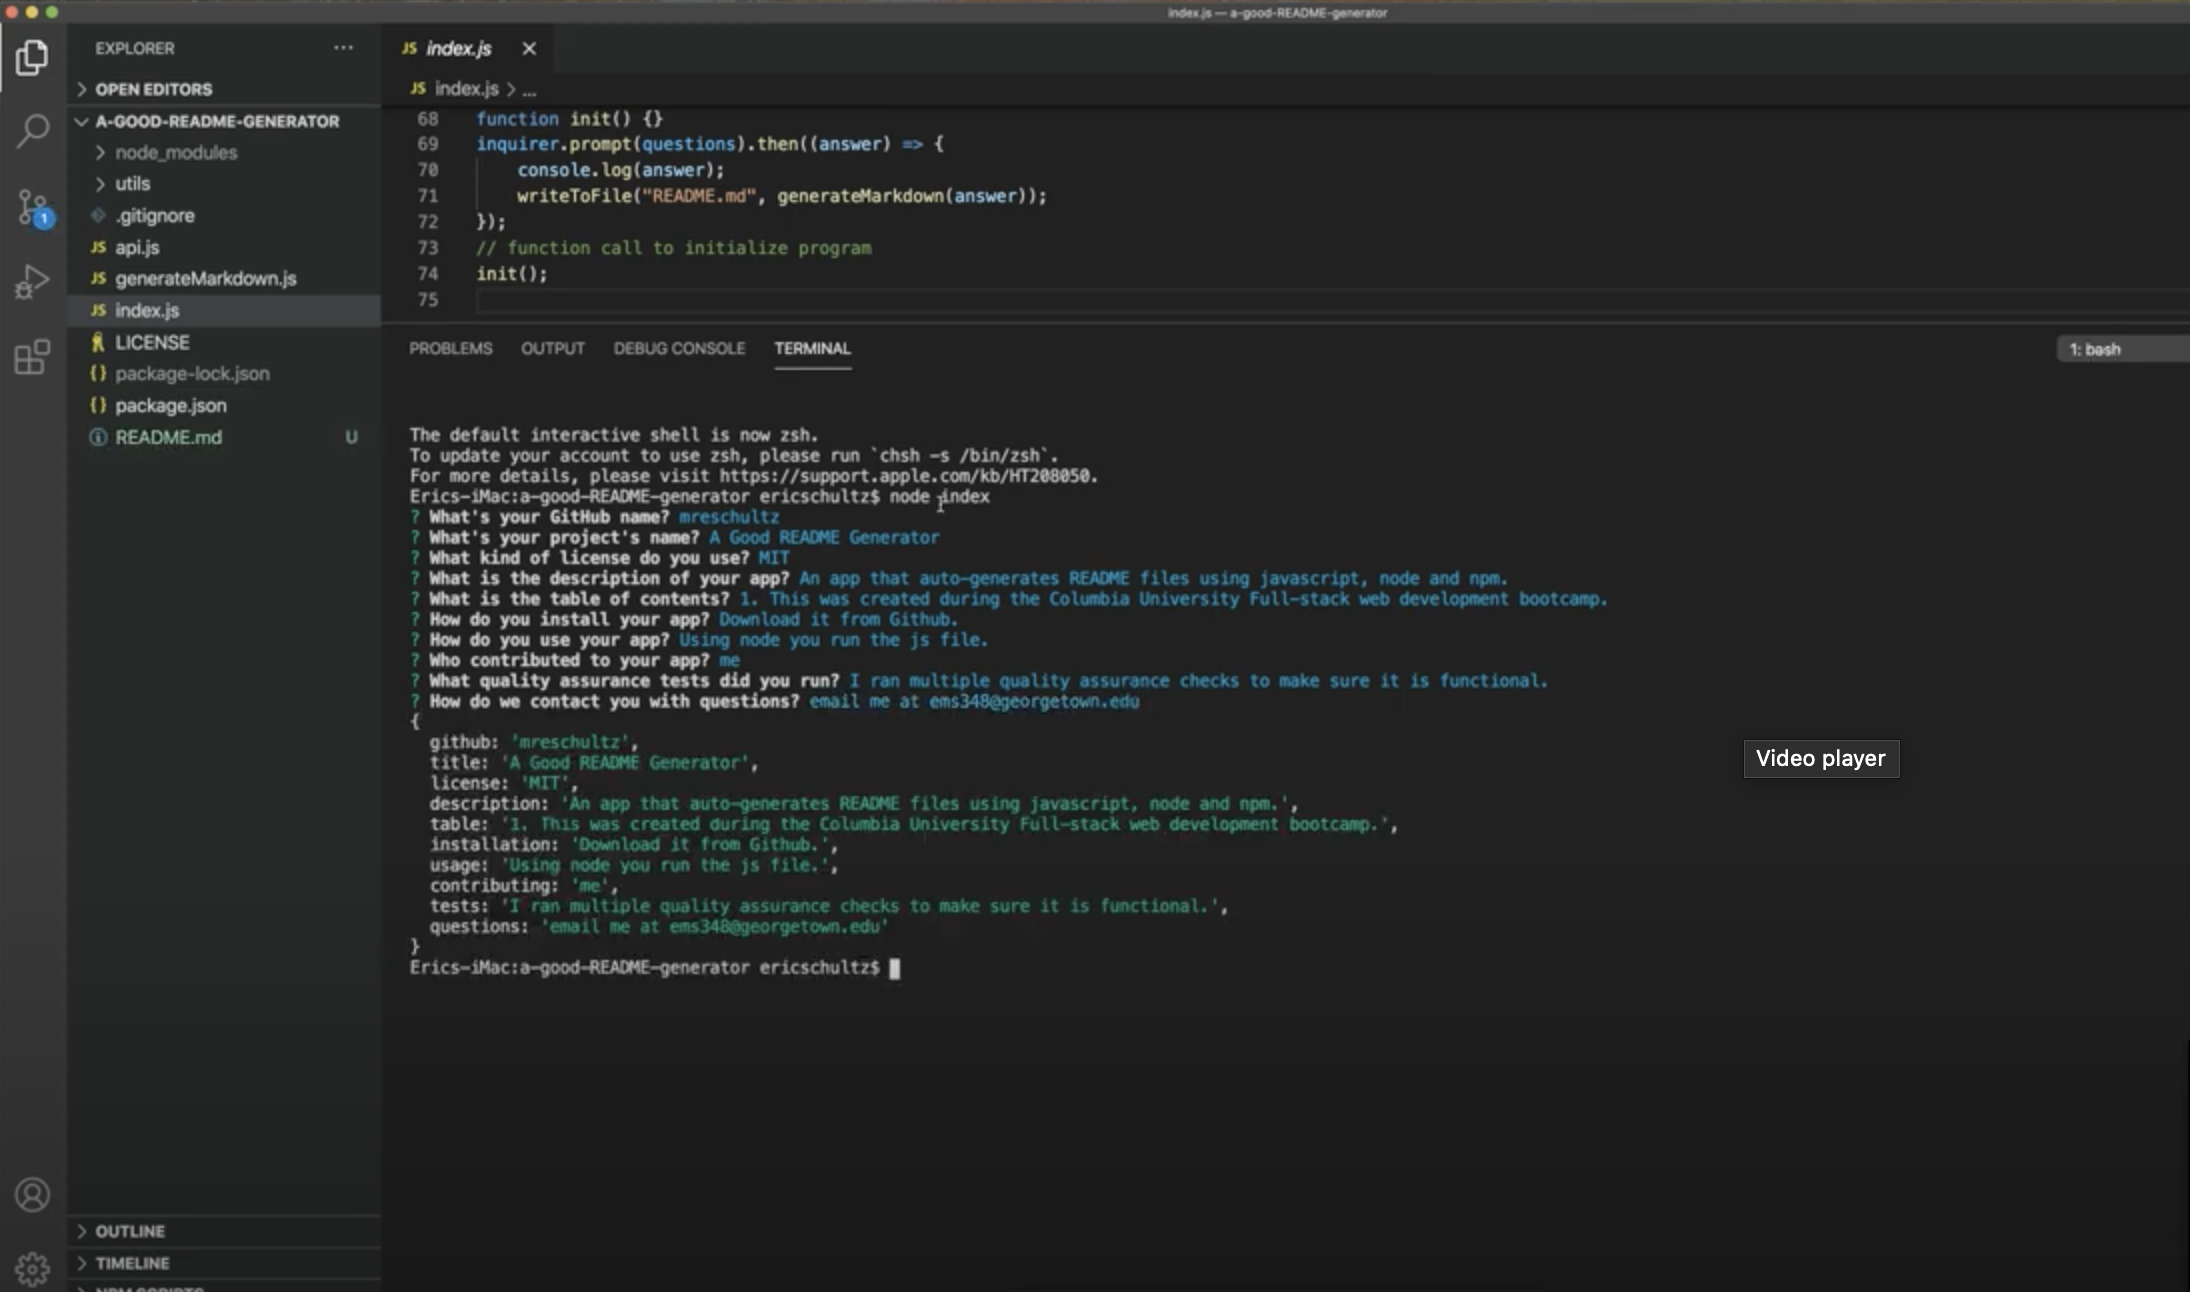 index.js — a-good-README-generator
EXPLORER
JS index.js
OPEN EDITORS
JS index.js > ...
A-GOOD-README-GENERATOR
node_modules
utils
.gitignore
JS api.js
JS generateMarkdown.js
JS index.js
LICENSE
{} package-lock.json
{} package.json
README.md U
1
OUTLINE
TIMELINE
NPM SCRIPTS
68 function init() {}
69 inquirer.prompt(questions).then((answer) => {
70 console.log(answer);
71 writeToFile("README.md", generateMarkdown(answer));
72 });
73 // function call to initialize program
74 init();
75
PROBLEMS OUTPUT DEBUG CONSOLE TERMINAL
1: bash
The default interactive shell is now zsh.
To update your account to use zsh, please run `chsh -s /bin/zsh`.
For more details, please visit https://support.apple.com/kb/HT208050.
Erics-iMac:a-good-README-generator ericschultz$ node index
? What's your GitHub name? mreschultz
? What's your project's name? A Good README Generator
? What kind of license do you use? MIT
? What is the description of your app? An app that auto-generates README files using javascript, node and npm.
? What is the table of contents? 1. This was created during the Columbia University Full-stack web development bootcamp.
? How do you install your app? Download it from Github.
? How do you use your app? Using node you run the js file.
? Who contributed to your app? me
? What quality assurance tests did you run? I ran multiple quality assurance checks to make sure it is functional.
? How do we contact you with questions? email me at ems348@georgetown.edu
{
github: 'mreschultz',
title: 'A Good README Generator',
license: 'MIT',
description: 'An app that auto-generates README files using javascript, node and npm.',
table: '1. This was created during the Columbia University Full-stack web development bootcamp.',
installation: 'Download it from Github.',
usage: 'Using node you run the js file.',
contributing: 'me',
tests: 'I ran multiple quality assurance checks to make sure it is functional.',
questions: 'email me at ems348@georgetown.edu'
}
Erics-iMac:a-good-README-generator ericschultz$
Video player